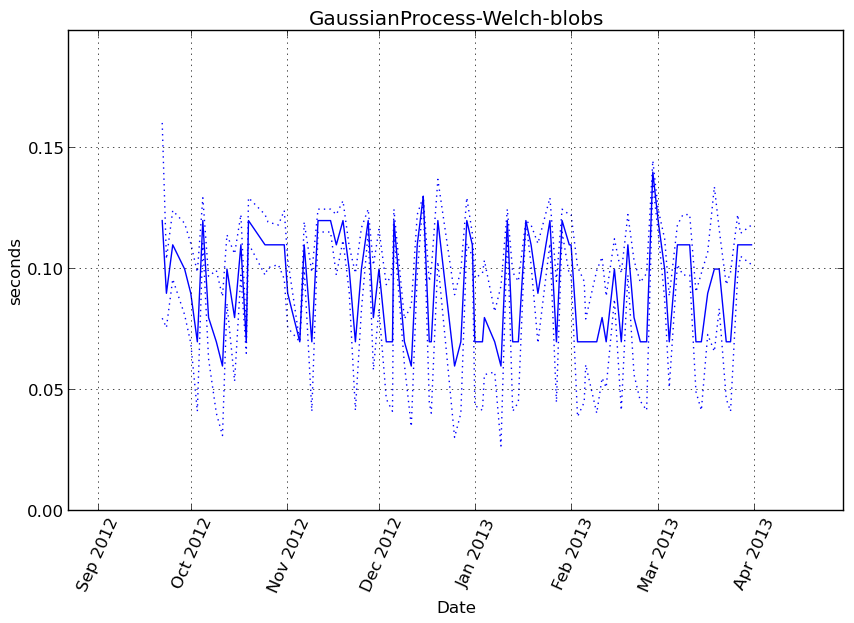 GaussianProcess-Welch-blobs
seconds
0.15
0.10
0.05
0.00
Sep 2012
Oct 2012
Nov 2012
Dec 2012
Jan 2013
Feb 2013
Mar 2013
Apr 2013
Date